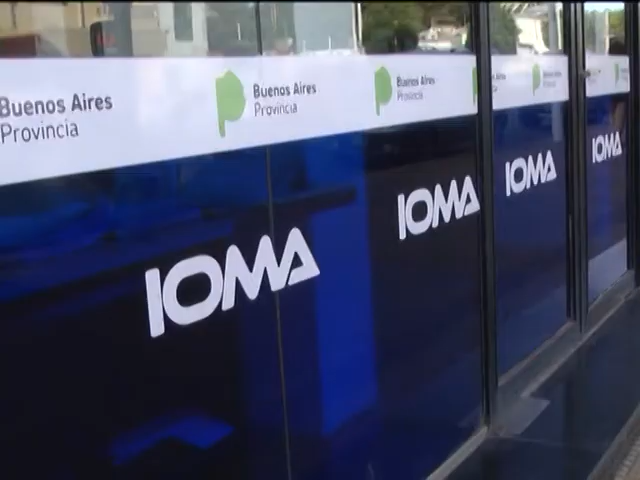 Buenos Aires
Provincia
Buenos Aires
Provincia
Buenos Aires
Provincia
IOMA
IOMA
IOMA
IOMA